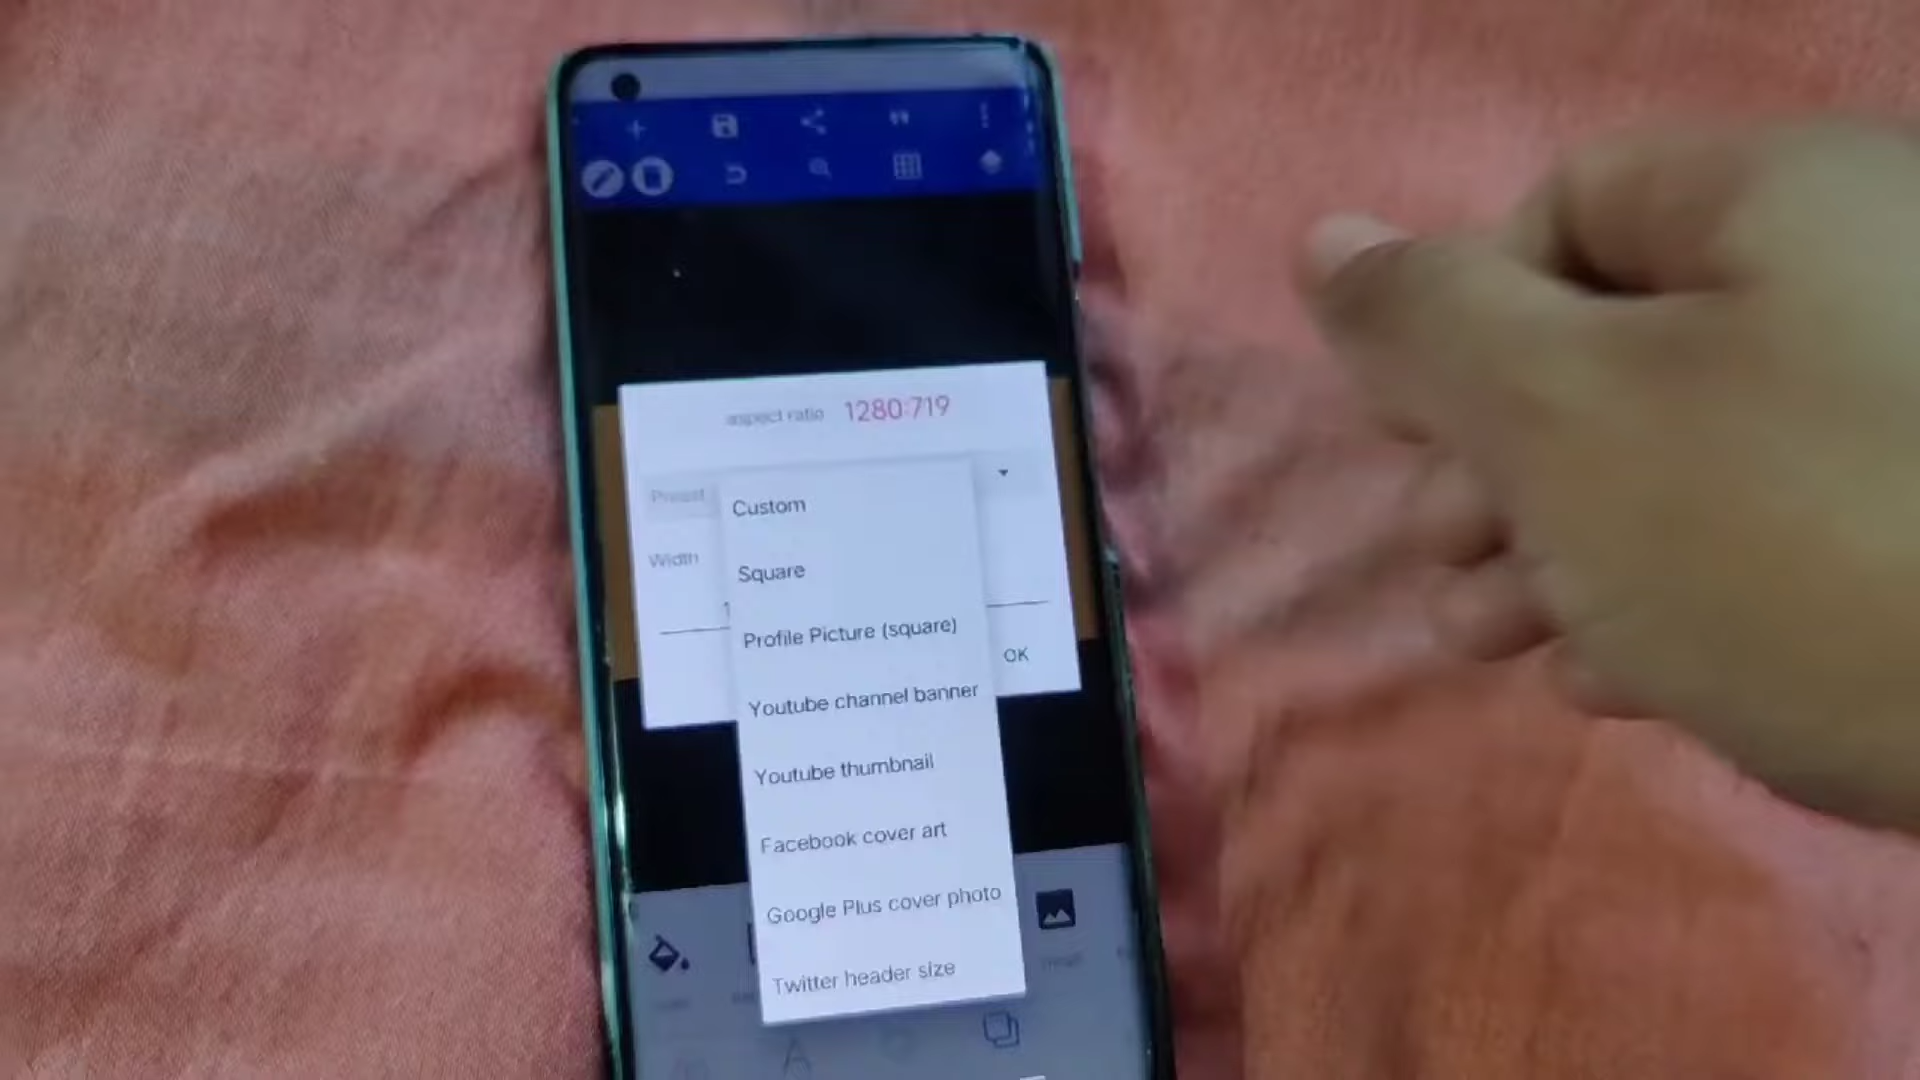 aspect ratio 1280:719
Preset
Custom
Width
Square
Profile Picture (square)
OK
Youtube channel banner
Youtube thumbnail
Facebook cover art
Google Plus cover photo
Twitter header size